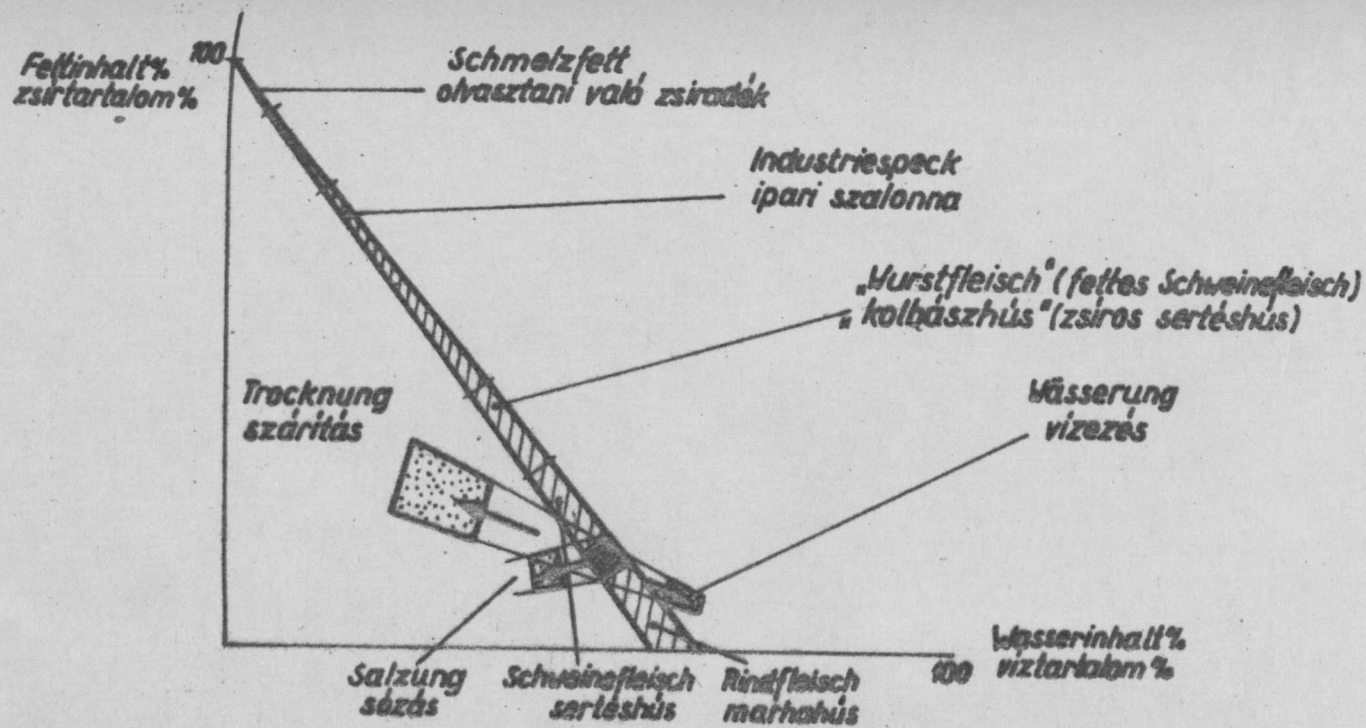 100
Fettinhalt%
zsírtartalom%
Schmelzfett
olvasztani való zsiradék
Industriespeck
ipari szalonna
„Wurstfleisch“ (fettes Schweinefleisch)
„kolbászhús“ (zsíros sertéshús)
Trocknung
szárítás
Wässerung
vizezés
Salzung
sózás
Schweinefleisch
sertéshús
Rindfleisch
marhahús
100
Wasserinhalt%
víztartalom%